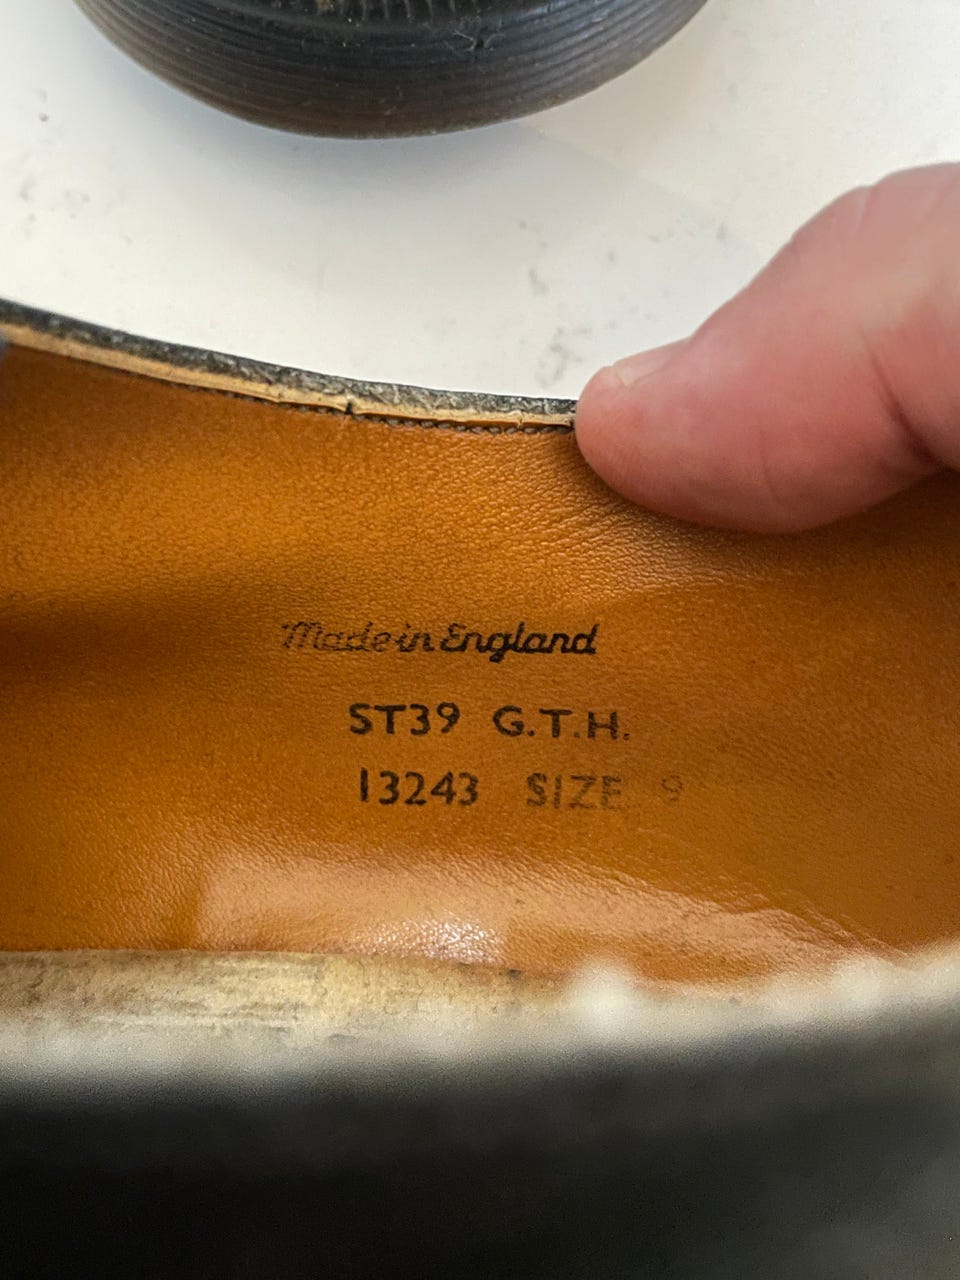 Made in England
ST39 G.T.H.
13243 SIZE 9